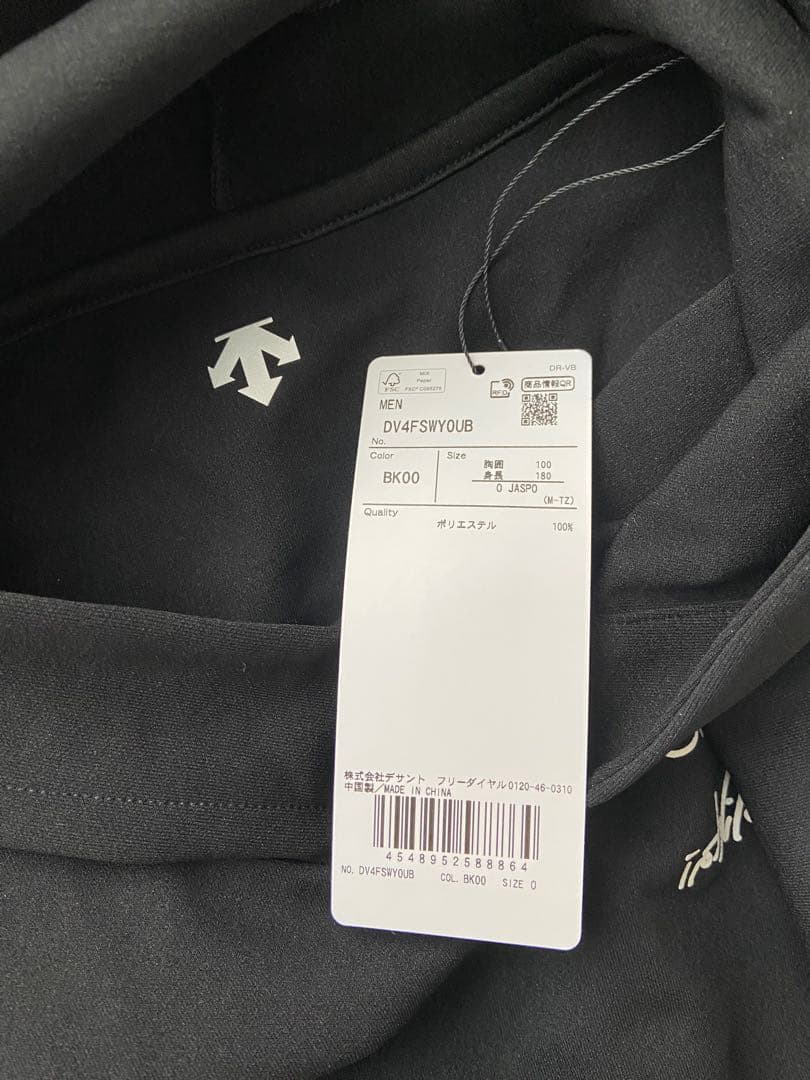 DR-VB
MIX
Paper
FSC
RFID
商品情報QR
MEN
DV4FSWY0UB
No.
Color
Size
BK00
胸囲 100
身長 180
O JASPO
(M-TZ)
Quality
ポリエステル 100%
株式会社デサント フリーダイヤル0120-46-0310
中国製/MADE IN CHINA
4548952588864
NO. DV4FSWY0UB COL. BK00 SIZE O